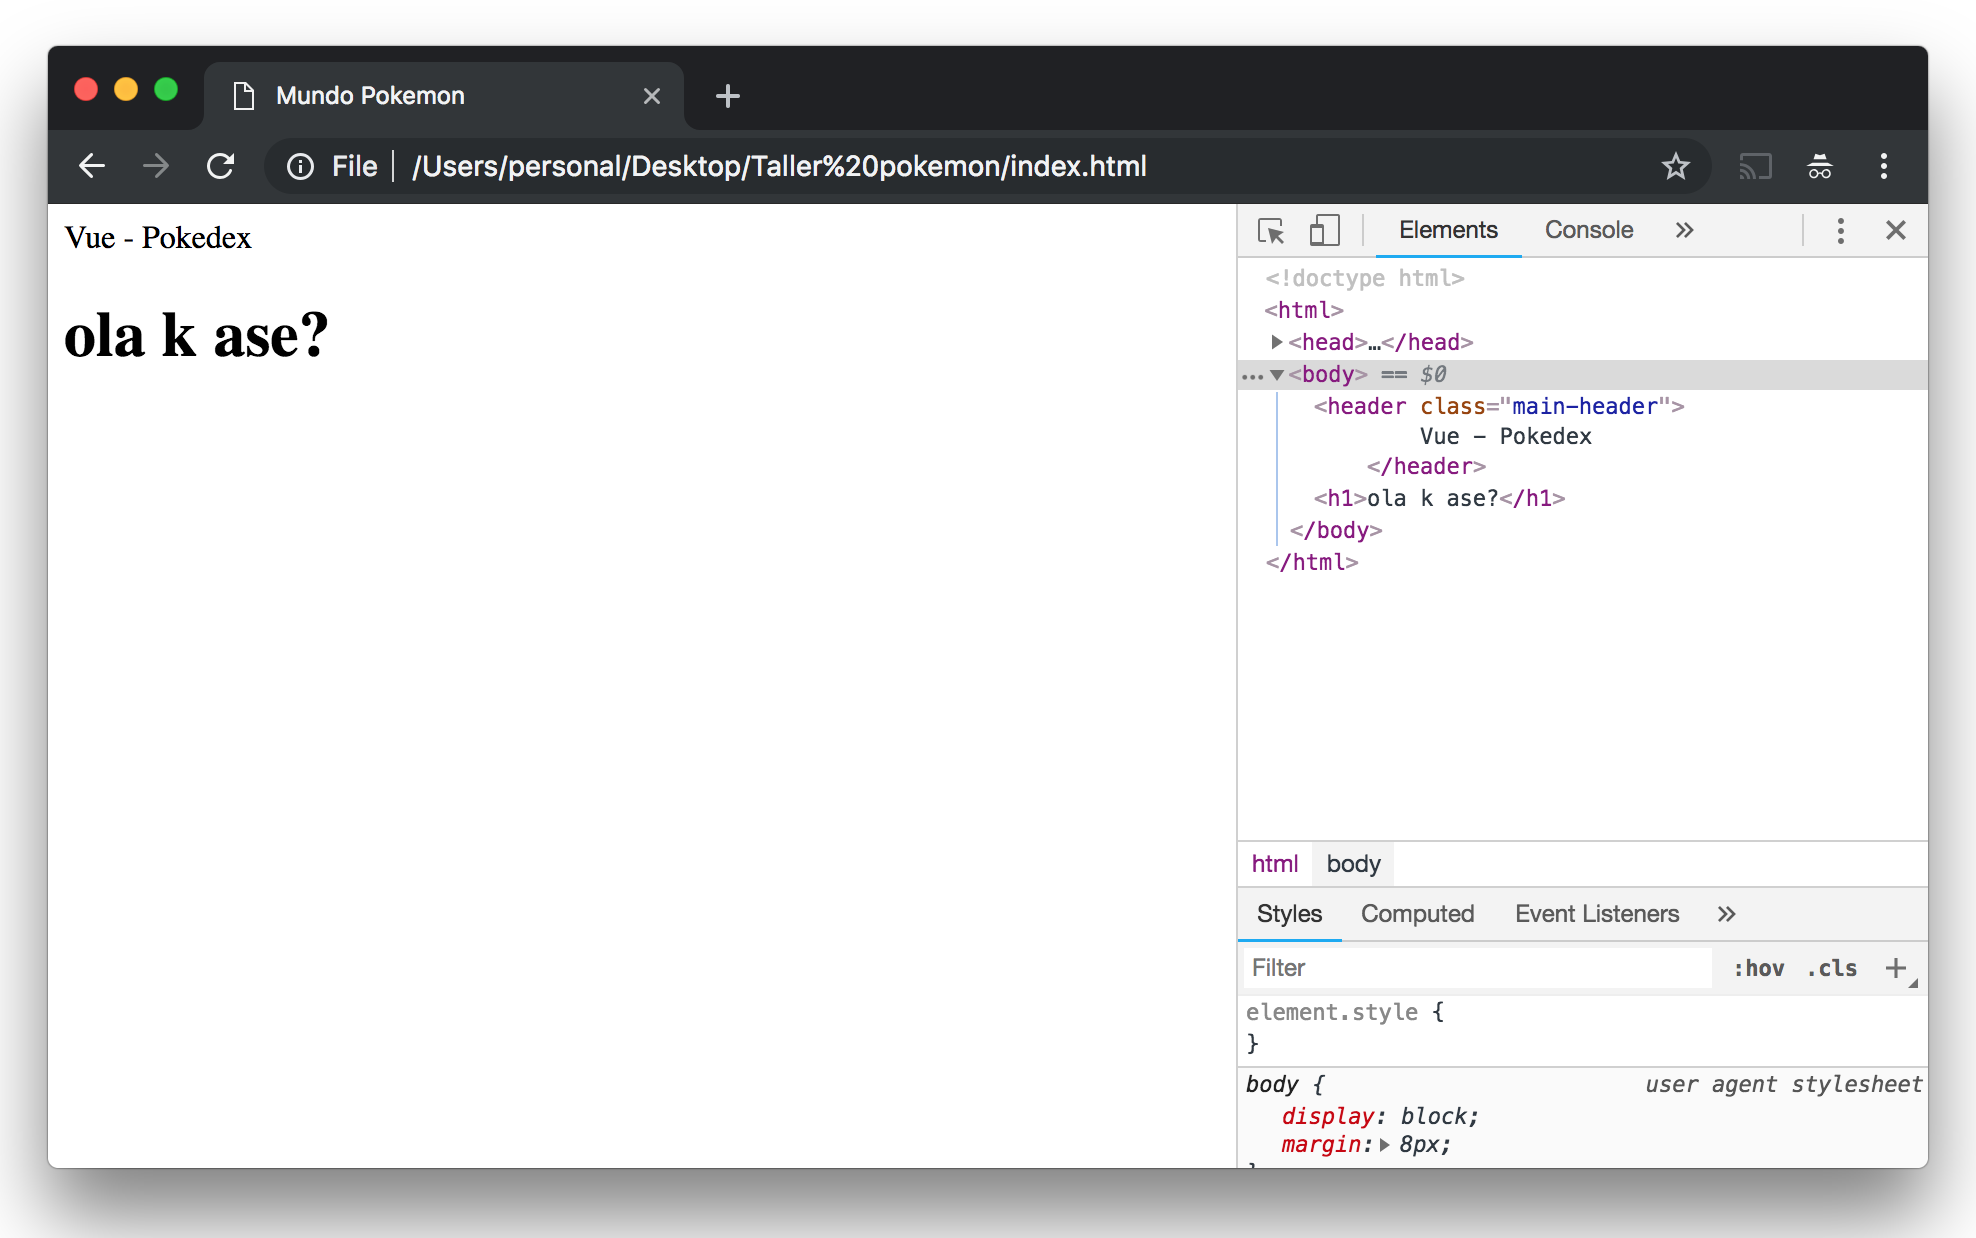 Mundo Pokemon
File | /Users/personal/Desktop/Taller%20pokemon/index.html
Vue - Pokedex
ola k ase?
Elements Console »
<!doctype html>
<html>
<head>…</head>
… <body> == $0
<header class="main-header">
Vue - Pokedex
</header>
<h1>ola k ase?</h1>
</body>
</html>
html body
Styles Computed Event Listeners »
Filter :hov .cls +
element.style {
}
body { user agent stylesheet
display: block;
margin: 8px;